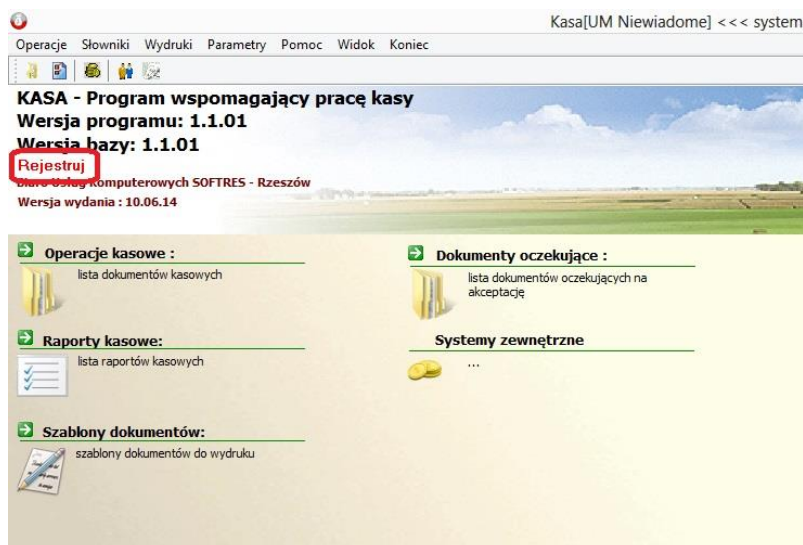 Kasa[UM Niewiadome] <<< system
Operacje Słowniki Wydruki Parametry Pomoc Widok Koniec
KASA - Program wspomagający pracę kasy
Wersja programu: 1.1.01
Wersja bazy: 1.1.01
Rejestruj
Biuro Usług Komputerowych SOFTRES - Rzeszów
Wersja wydania : 10.06.14
Operacje kasowe :
lista dokumentów kasowych
Dokumenty oczekujące :
lista dokumentów oczekujących na
akceptację
Raporty kasowe:
lista raportów kasowych
Systemy zewnętrzne
...
Szablony dokumentów:
szablony dokumentów do wydruku